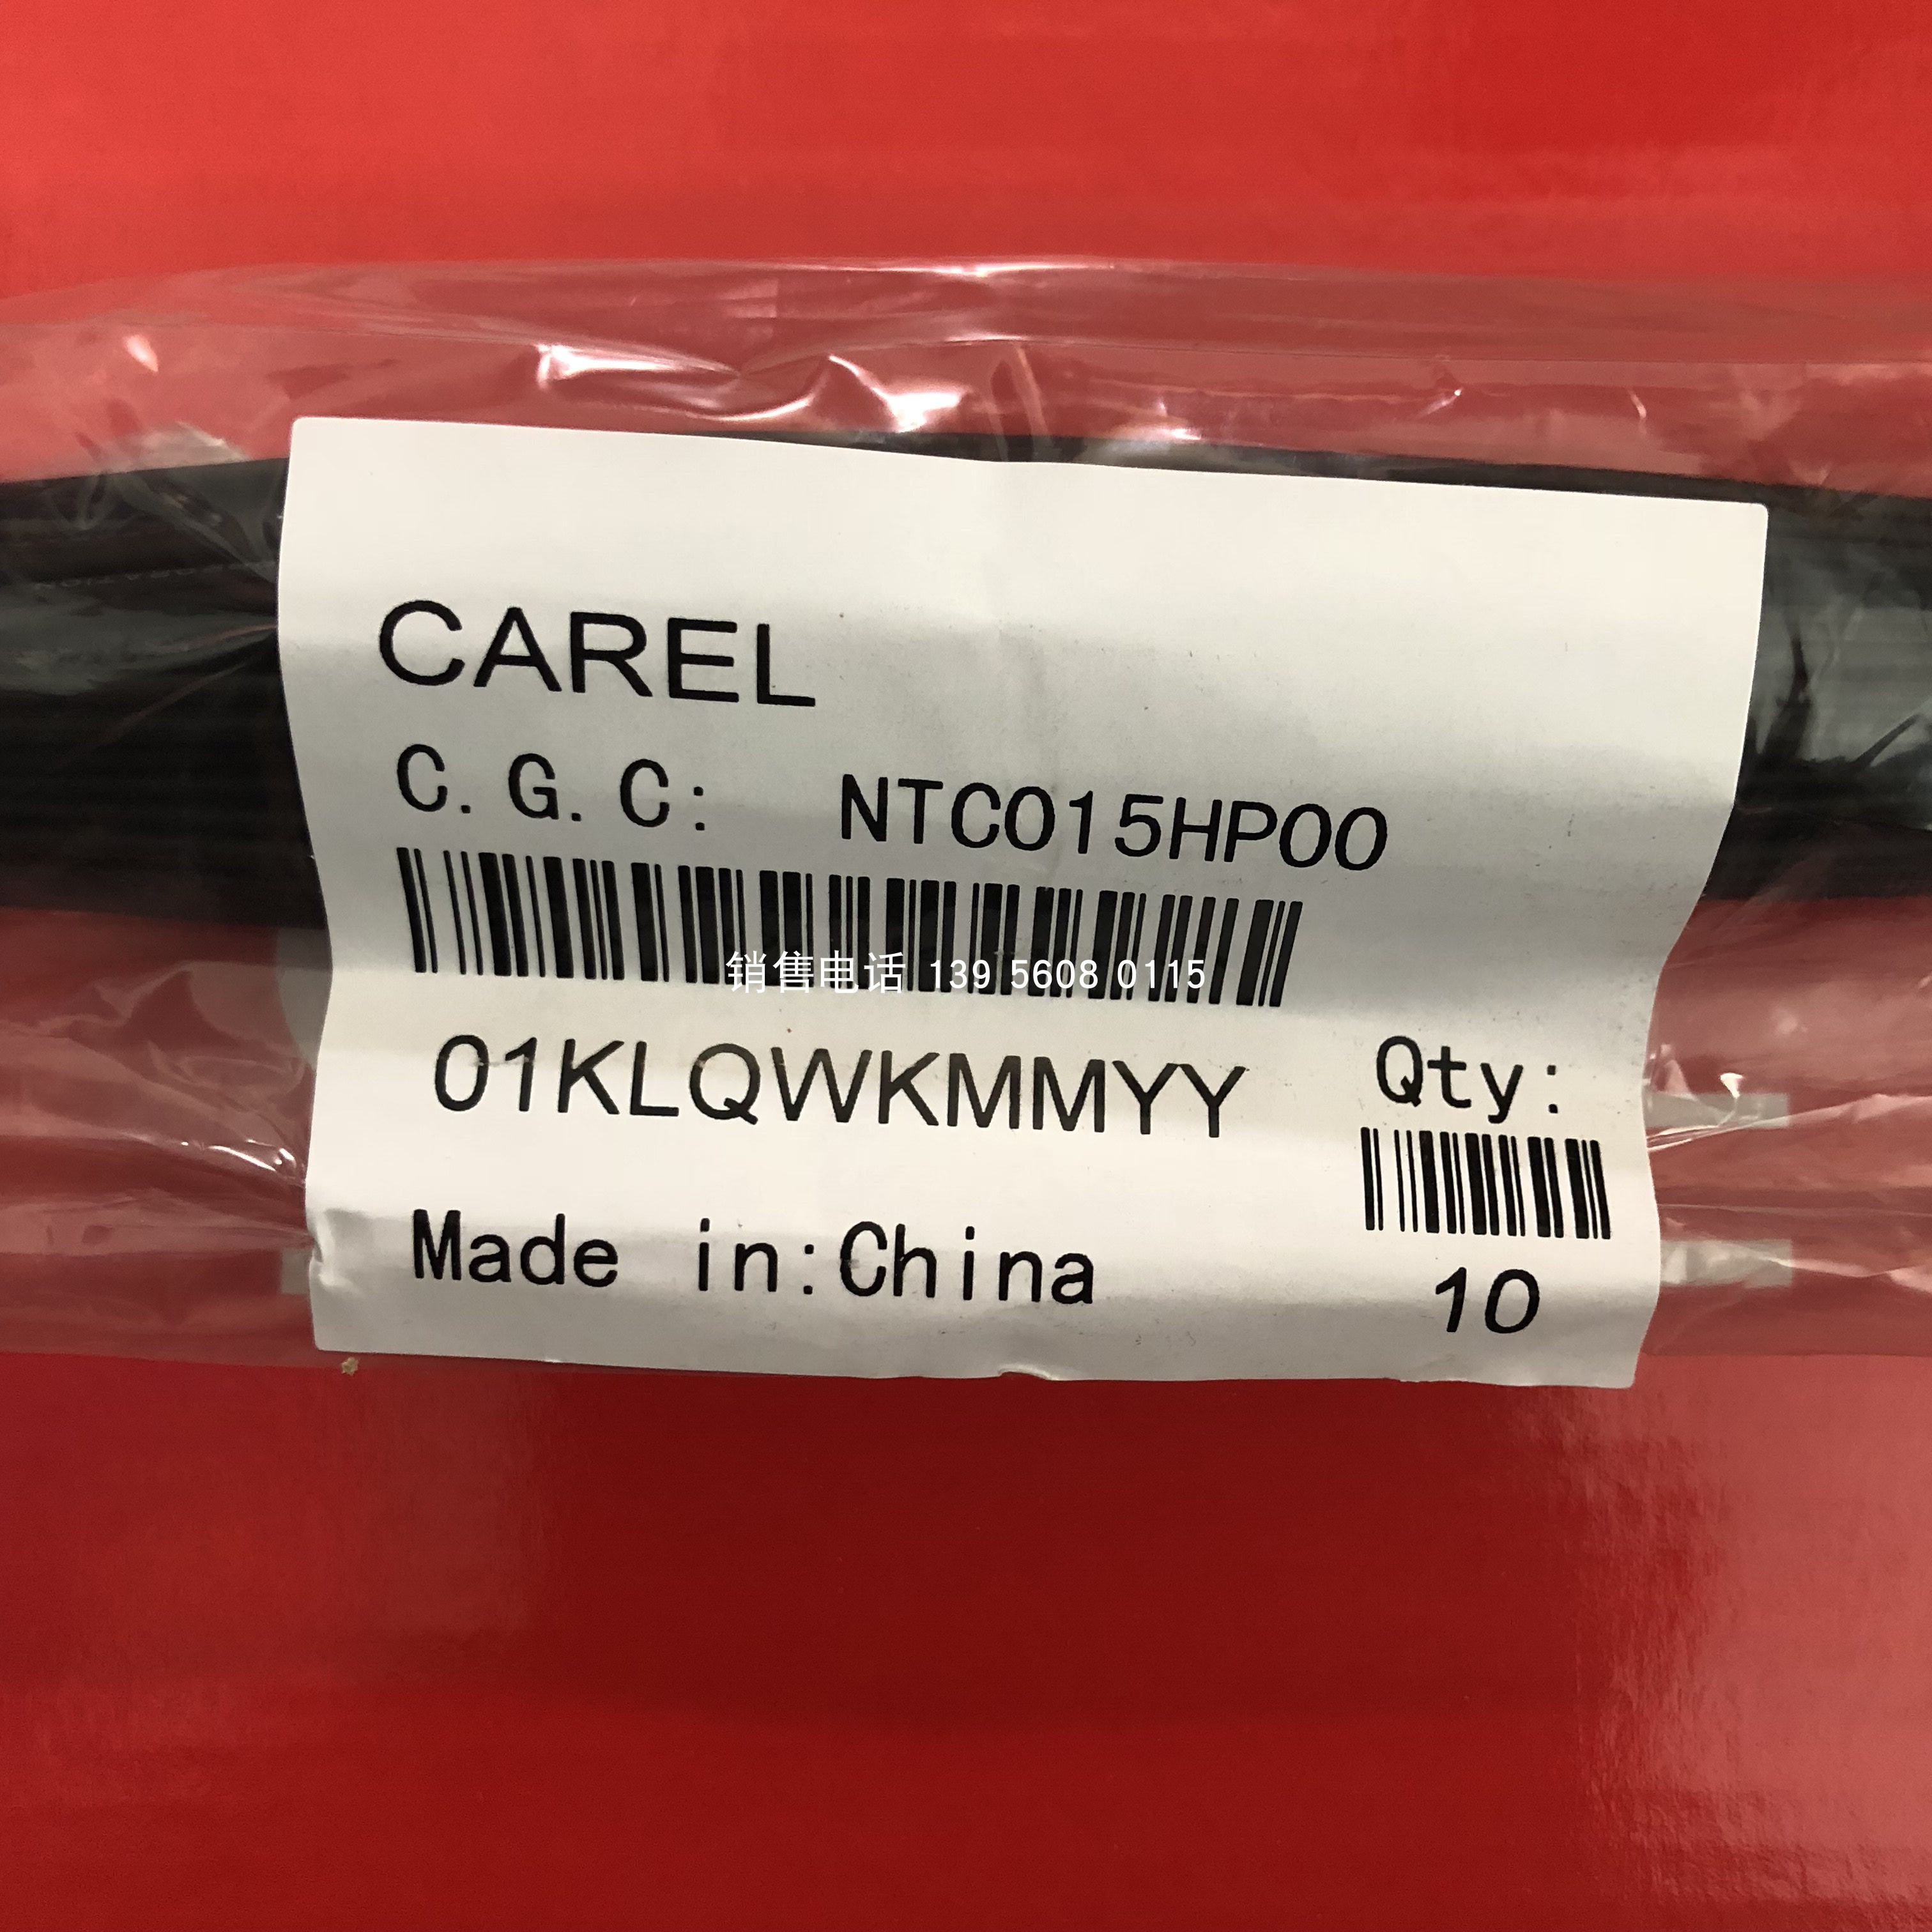 CAREL
C.G.C: NTC015HP00
销售电话 139 5608 0115
01KLQWKMMYY
Qty:
10
Made in:China